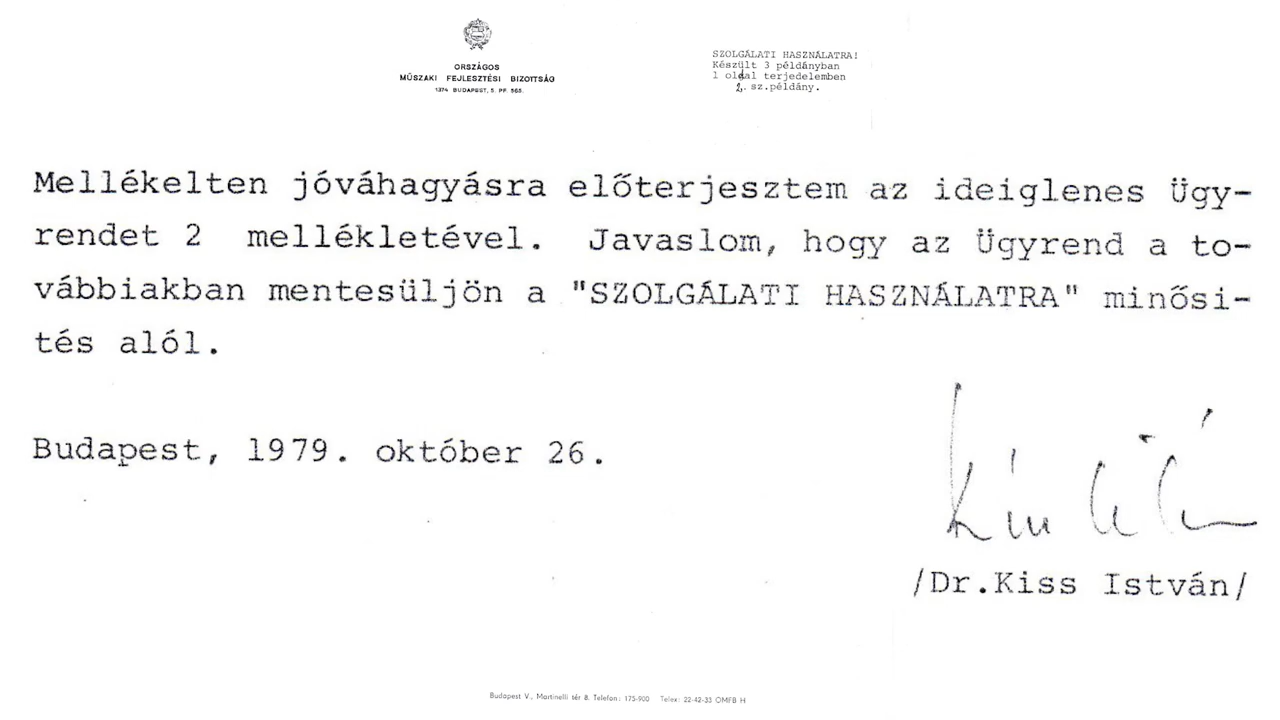 ORSZÁGOS
MŰSZAKI FEJLESZTÉSI BIZOTTSÁG
1374 BUDAPEST, 5. PF. 565.
SZOLGÁLATI HASZNÁLATRA!
Készült 3 példányban
1 oldal terjedelemben
2. sz.példány.
Mellékelten jóváhagyásra előterjesztem az ideiglenes Ügy-
rendet 2 mellékletével. Javaslom, hogy az Ügyrend a to-
vábbiakban mentesüljön a "SZOLGÁLATI HASZNÁLATRA" minősi-
tés alól.
Budapest, 1979. október 26.
/Dr.Kiss István/
Budapest V., Martinelli tér 8. Telefon: 175-900 Telex: 22-42-33 OMFB H